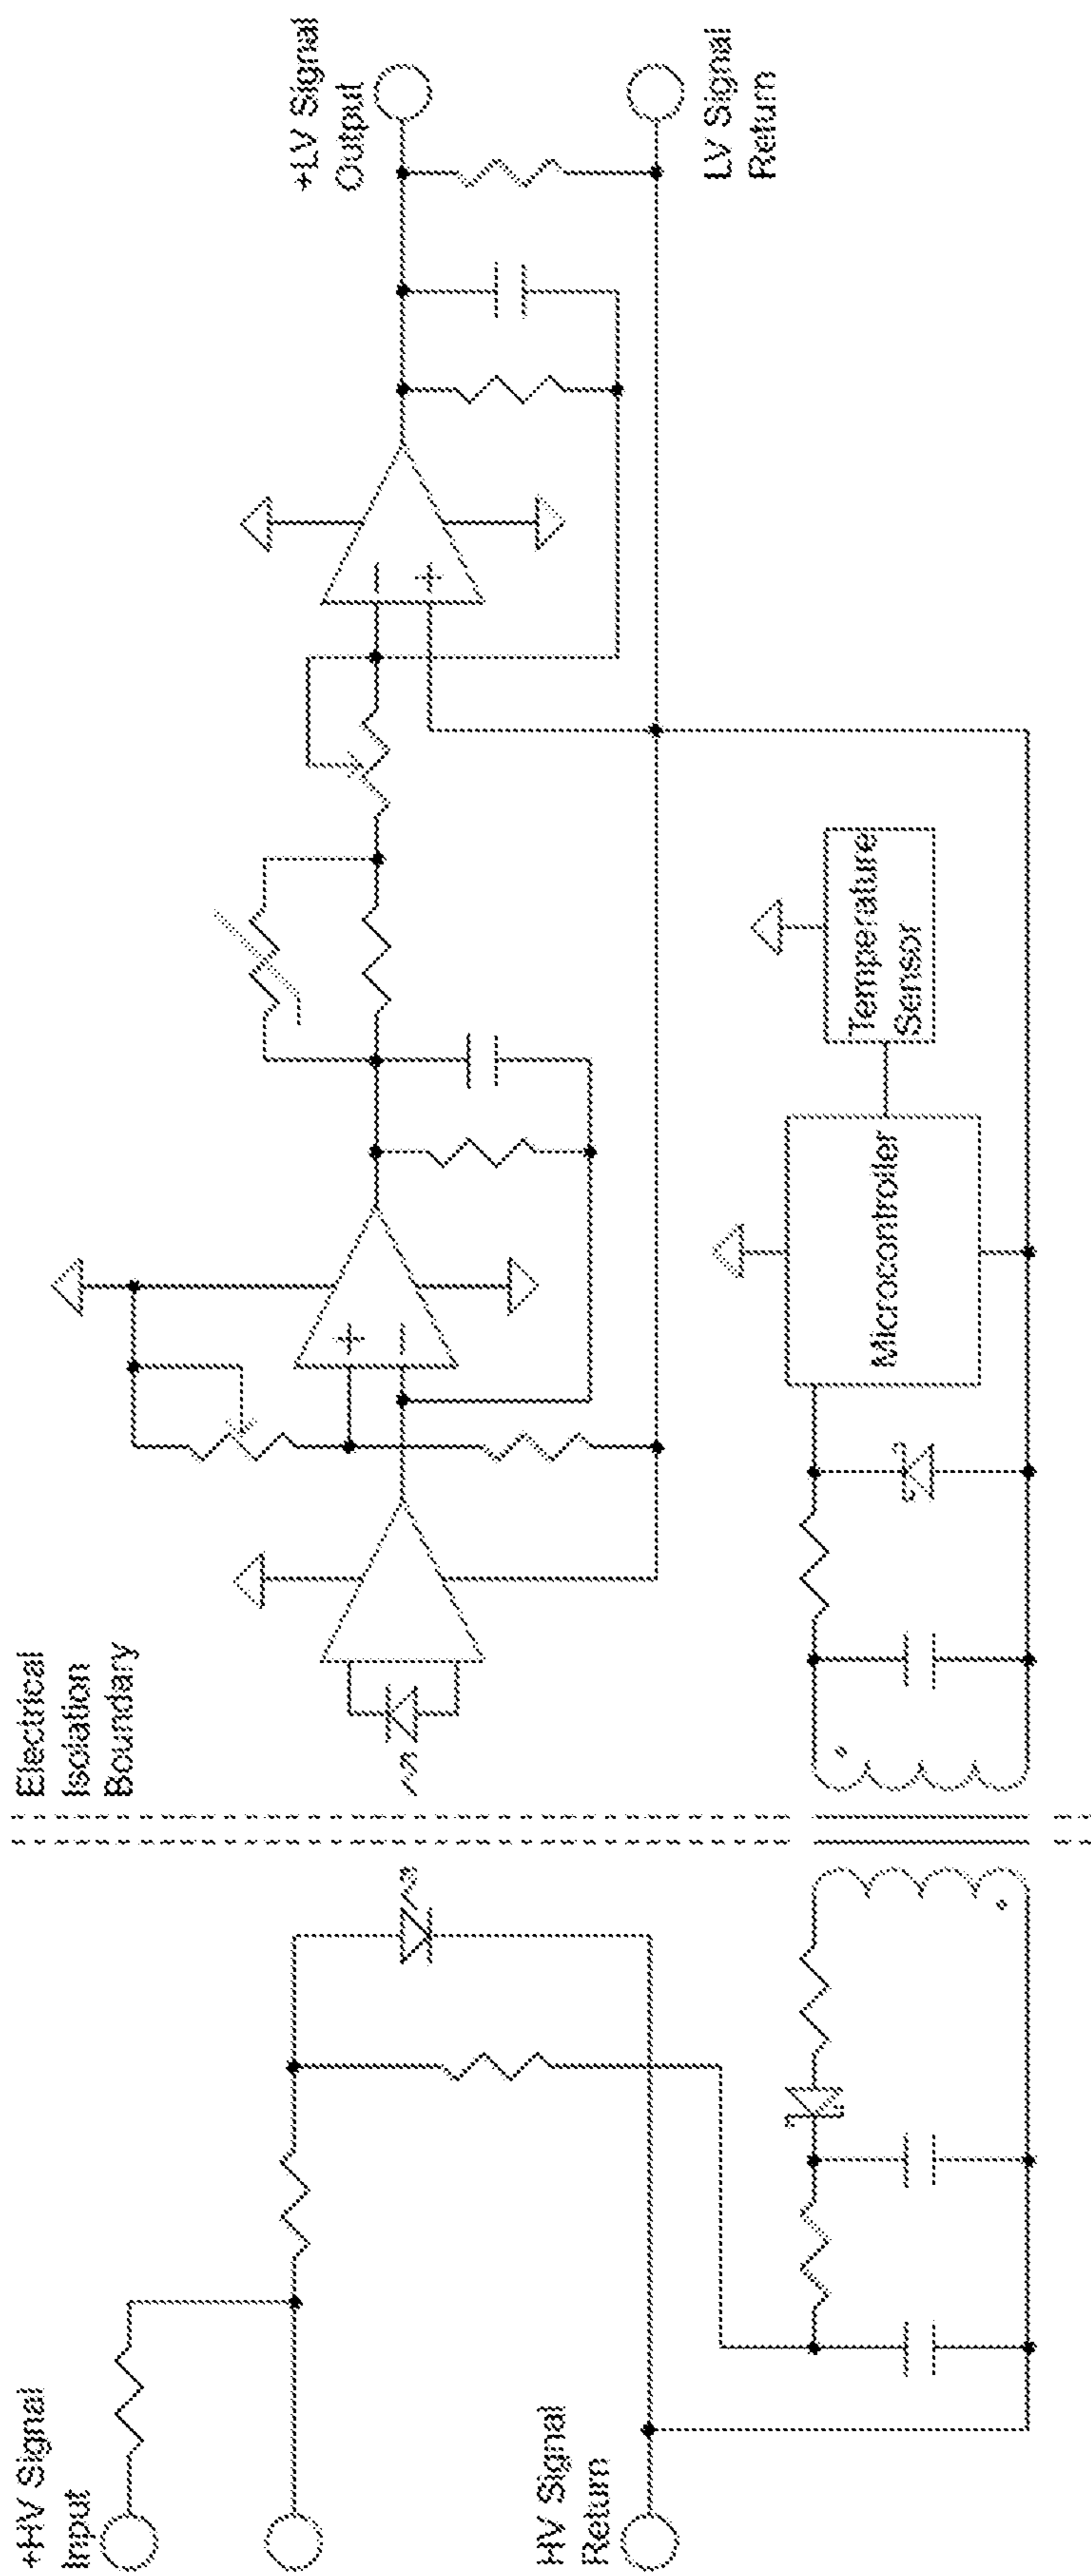 +HV Signal
Input
HV Signal
Return
Electrical
Isolation
Boundary
+LV Signal
Output
LV Signal
Return
Microcontroller
Temperature
Sensor
+
−
−
+